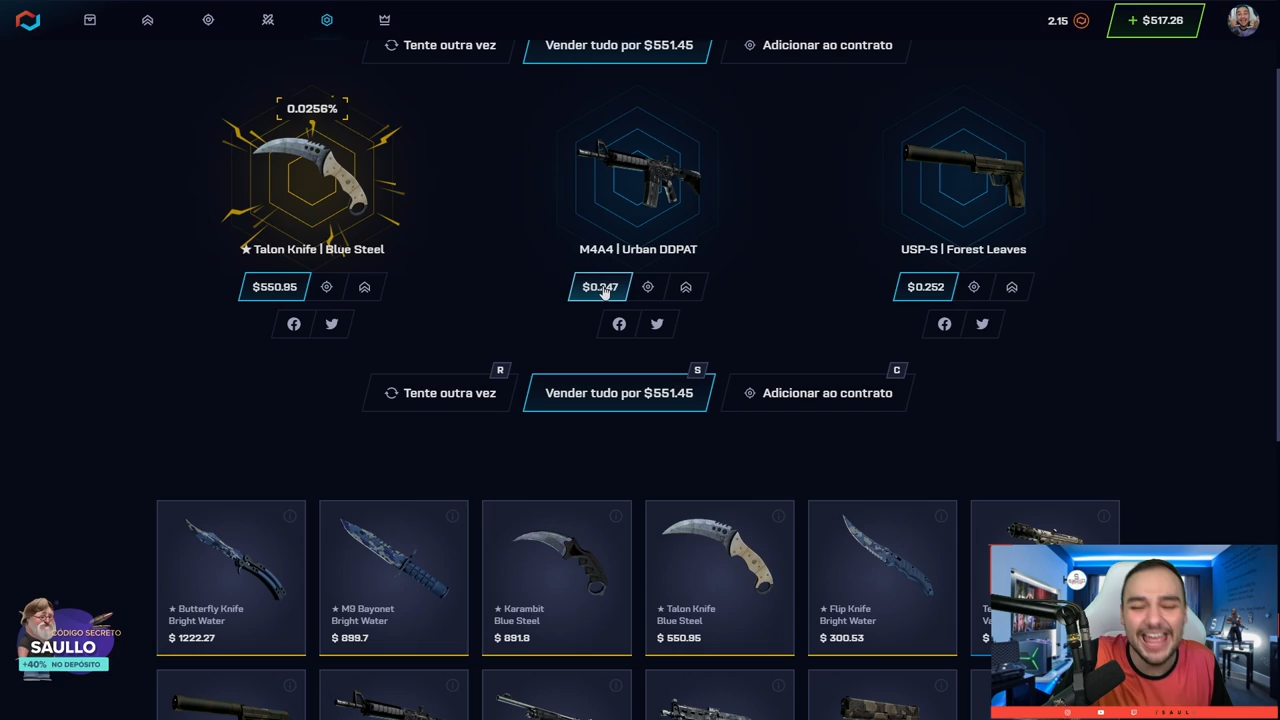 2.15
+ $517.26
Tente outra vez
Vender tudo por $551.45
Adicionar ao contrato
0.0256%
★ Talon Knife | Blue Steel
M4A4 | Urban DDPAT
USP-S | Forest Leaves
$550.95
$0.247
$0.252
R
S
C
Tente outra vez
Vender tudo por $551.45
Adicionar ao contrato
★ Butterfly Knife
Bright Water
$ 1222.27
★ M9 Bayonet
Bright Water
$ 899.7
★ Karambit
Blue Steel
$ 891.8
★ Talon Knife
Blue Steel
$ 550.95
★ Flip Knife
Bright Water
$ 300.53
CÓDIGO SECRETO
SAULLO
+40% NO DEPÓSITO